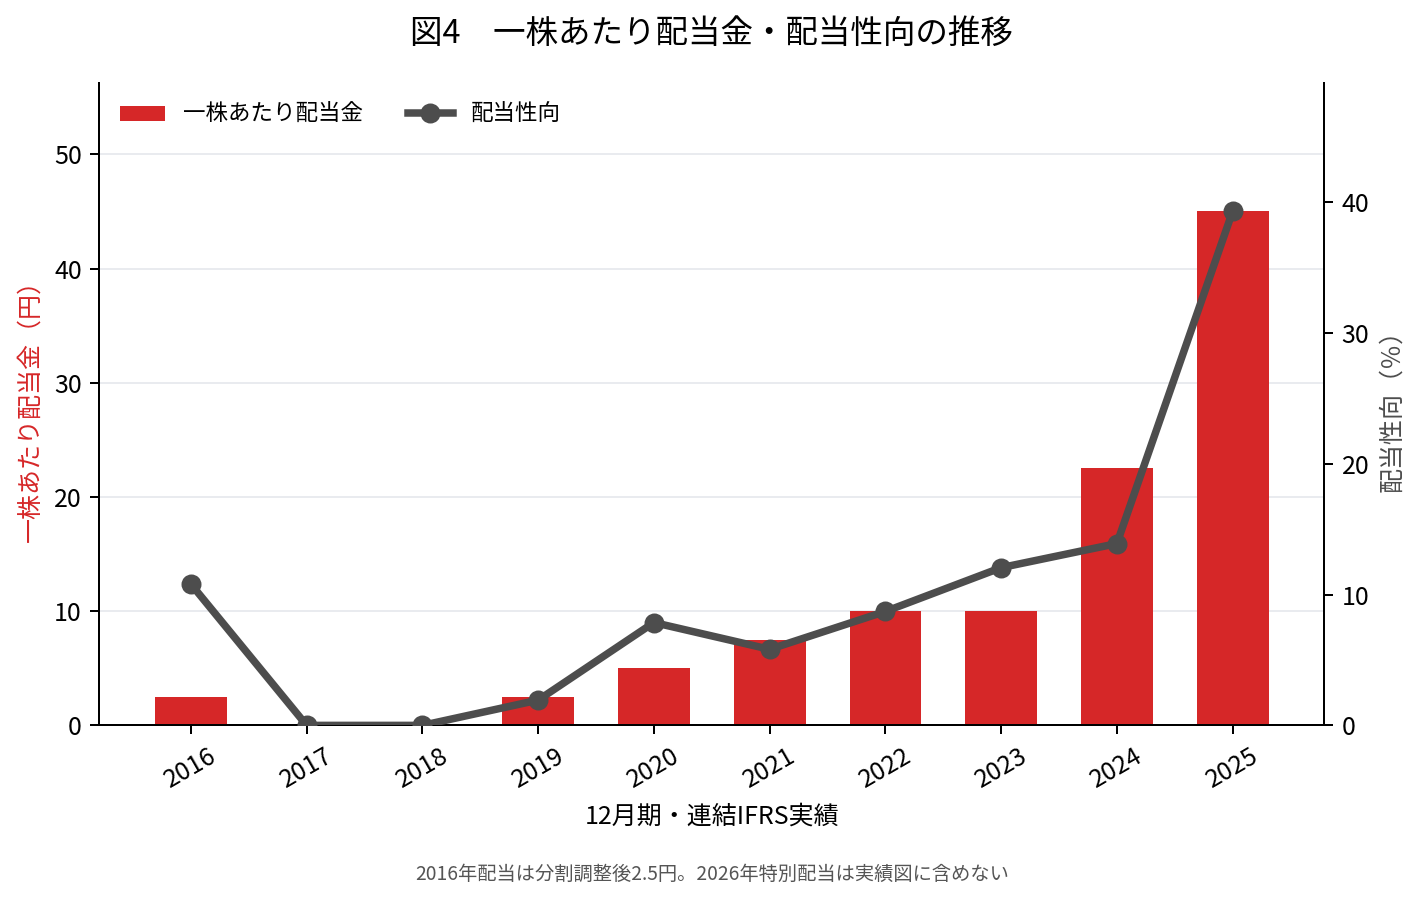 図4　一株あたり配当金・配当性向の推移
一株あたり配当金　配当性向
50
40
30
20
10
0
一株あたり配当金（円）
40
30
20
10
0
配当性向（%）
2016 2017 2018 2019 2020 2021 2022 2023 2024 2025
12月期・連結IFRS実績
2016年配当は分割調整後2.5円。2026年特別配当は実績図に含めない